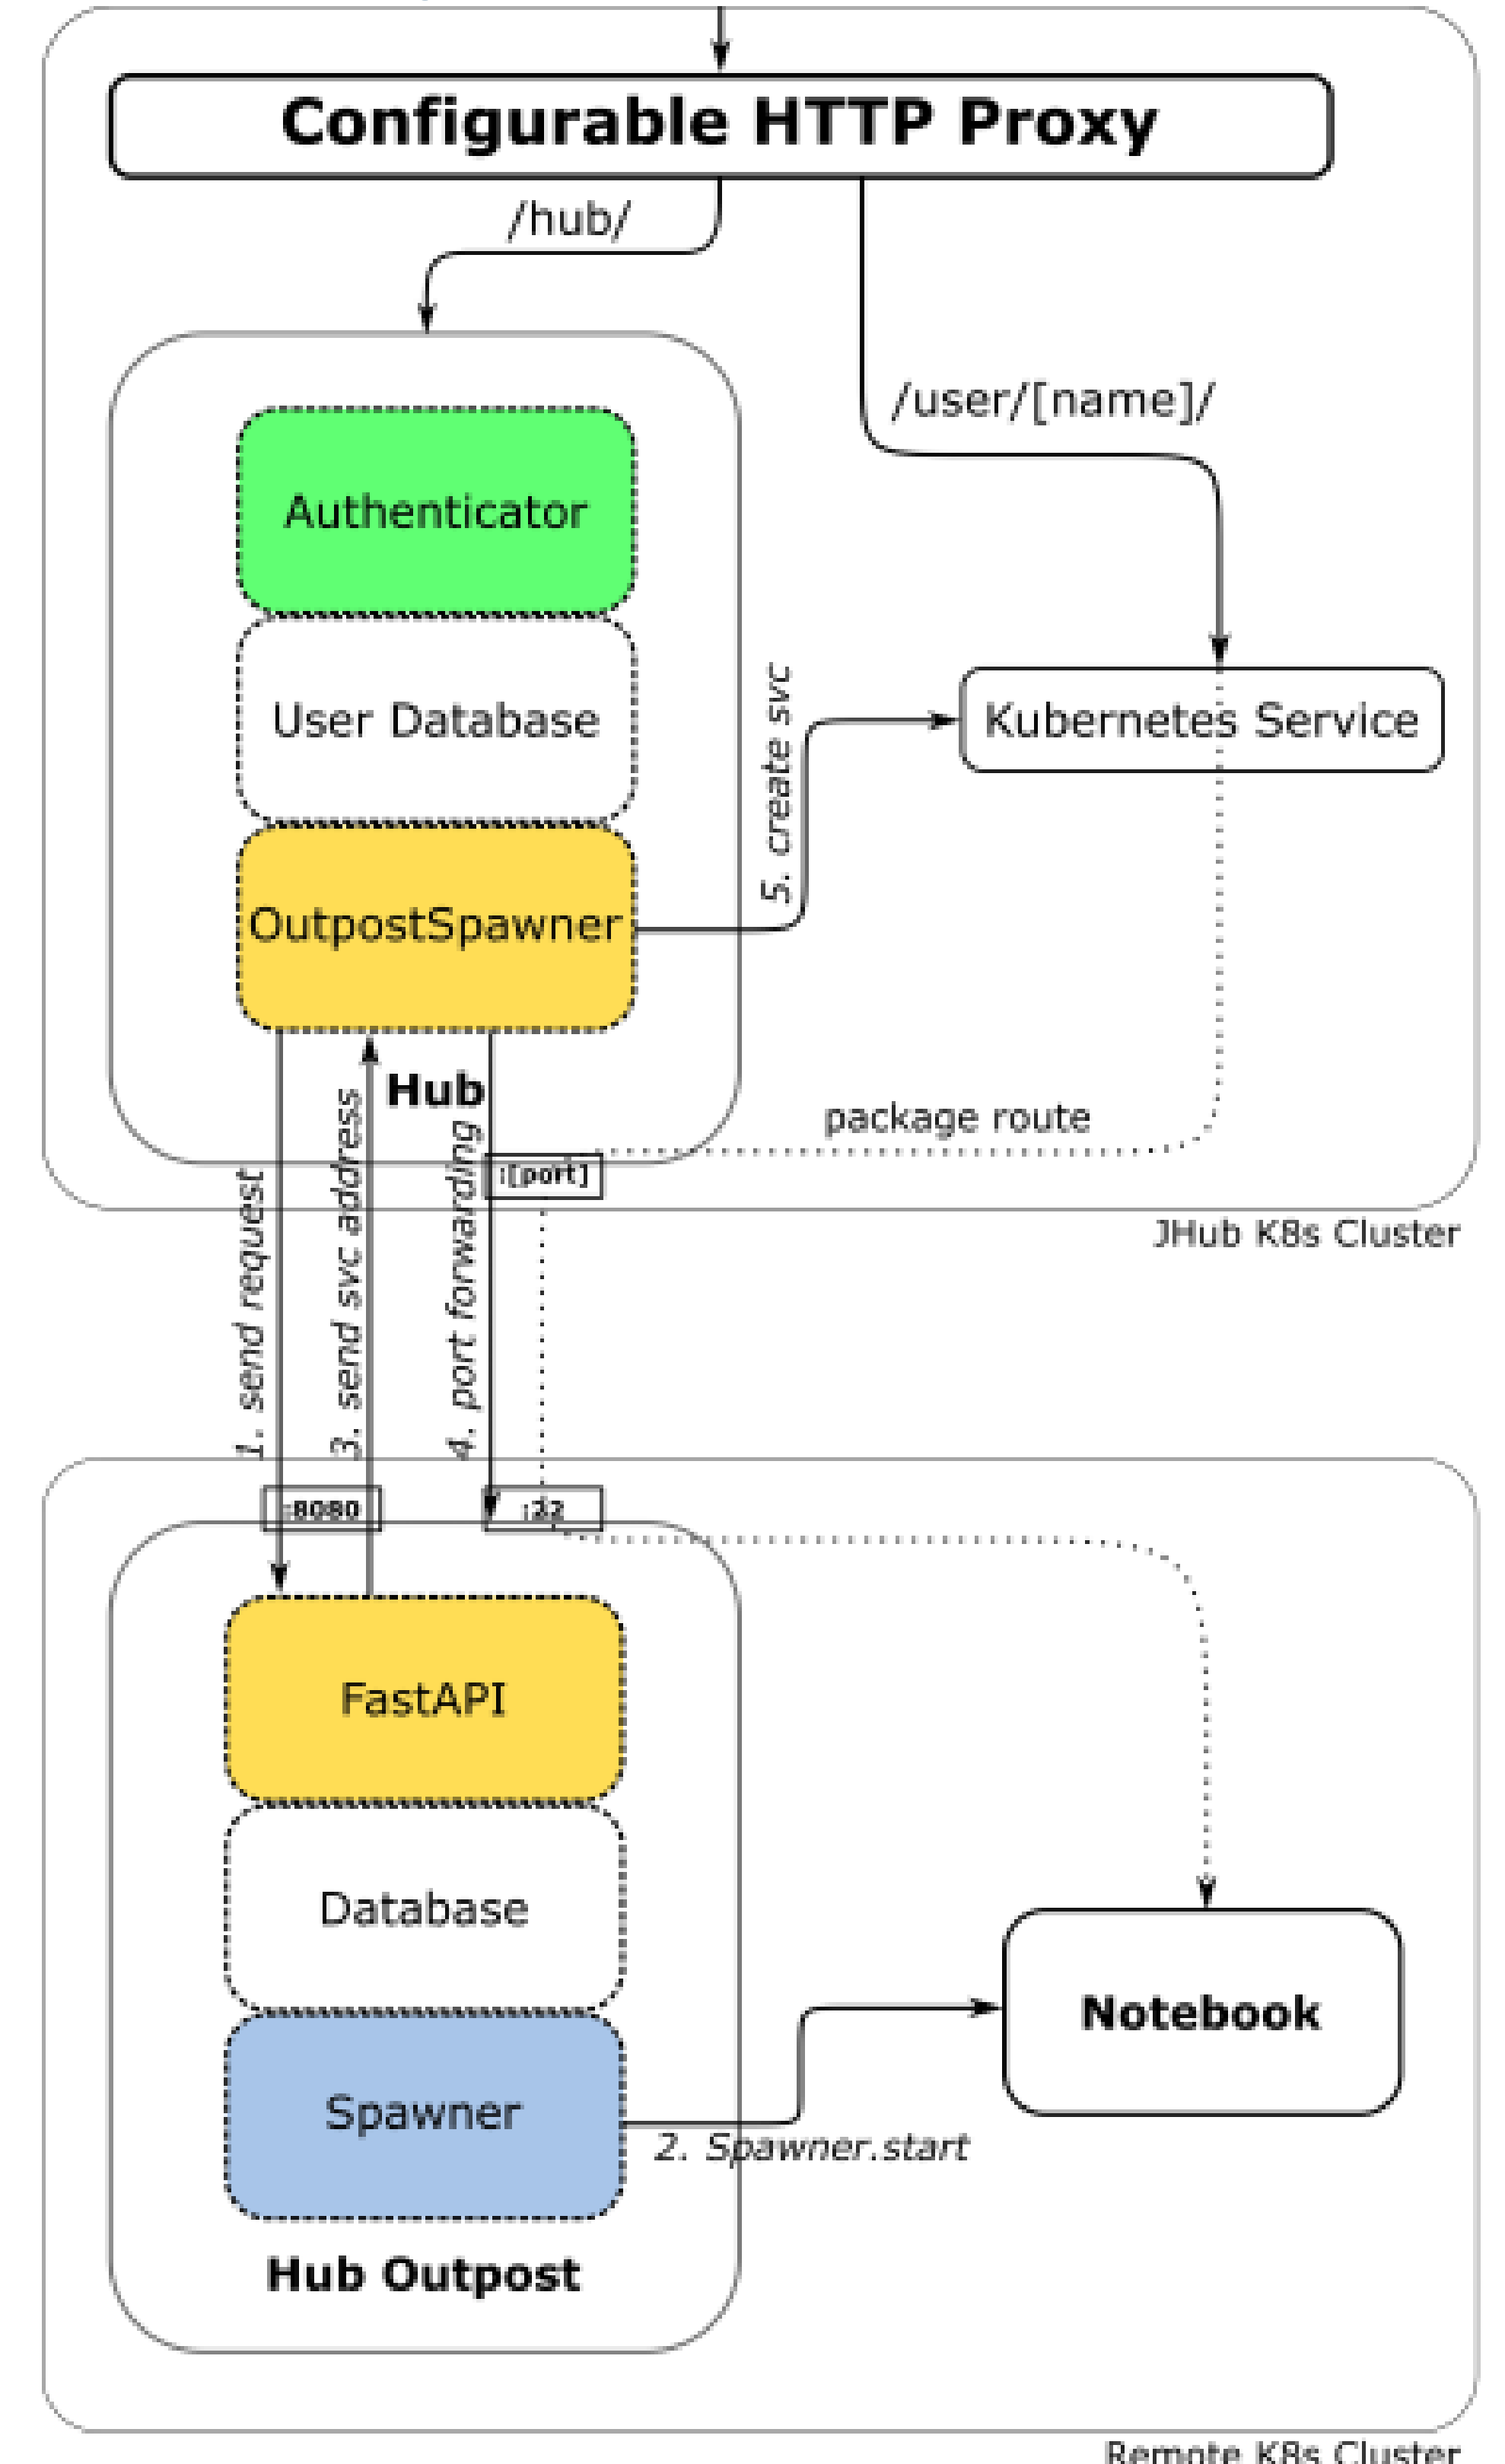 Configurable HTTP Proxy
/hub/
/user/[name]/
Authenticator
User Database
OutpostSpawner
5. create svc
Kubernetes Service
Hub
package route
:[port]
JHub K8s Cluster
1. send request
3. send svc address
4. port forwarding
:8080
:22
FastAPI
Database
Spawner
Notebook
2. Spawner.start
Hub Outpost
Remote K8s Cluster